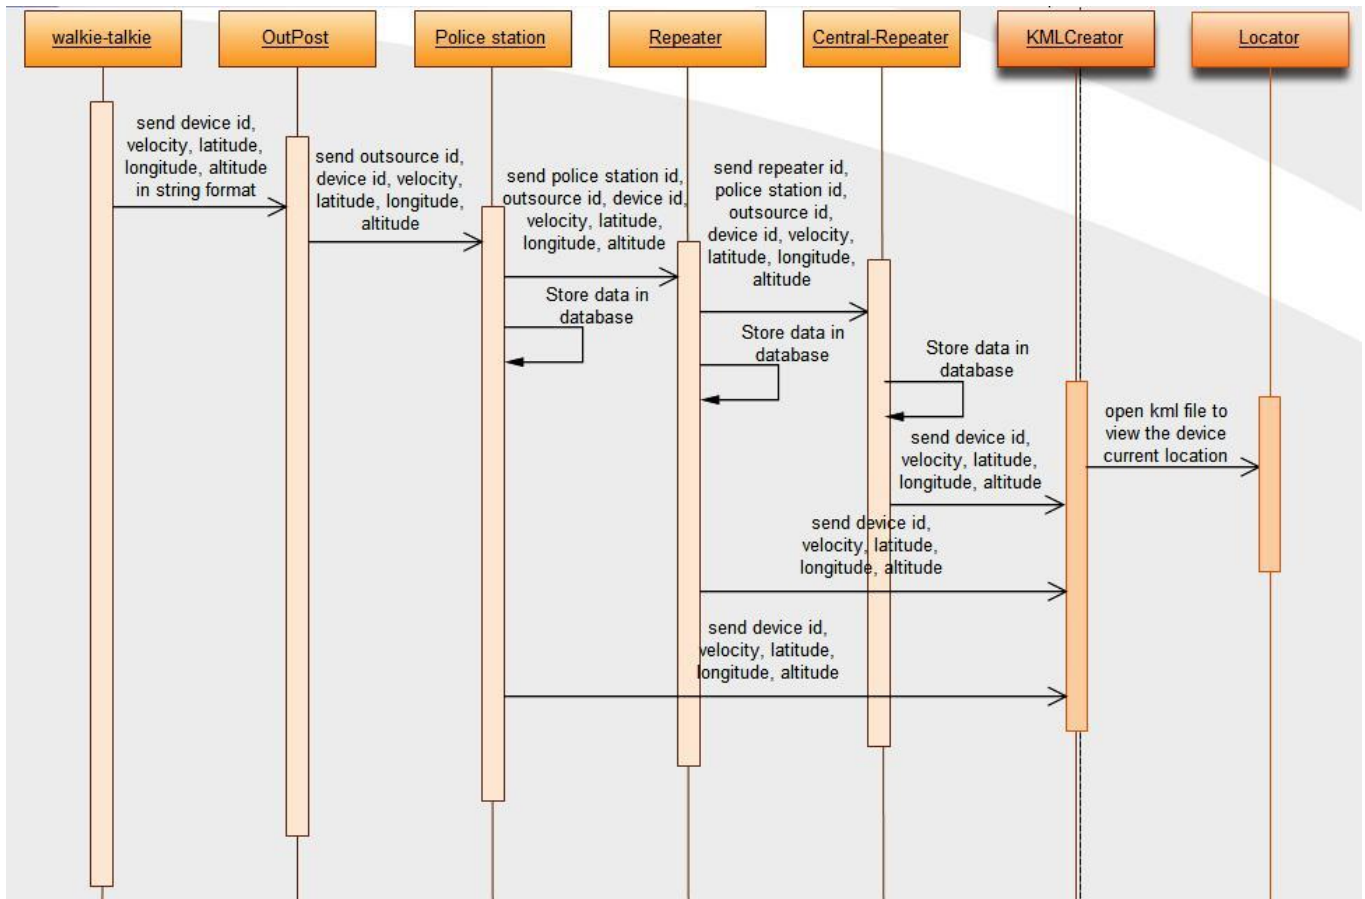 walkie-talkie
OutPost
Police station
Repeater
Central-Repeater
KMLCreator
Locator
send device id,
velocity, latitude,
longitude, altitude
in string format
send outsource id,
device id, velocity,
latitude, longitude,
altitude
send police station id,
outsource id, device id,
velocity, latitude,
longitude, altitude
send repeater id,
police station id,
outsource id,
device id, velocity,
latitude, longitude,
altitude
Store data in
database
Store data in
database
Store data in
database
open kml file to
view the device
current location
send device id,
velocity, latitude,
longitude, altitude
send device id,
velocity, latitude,
longitude, altitude
send device id,
velocity, latitude,
longitude, altitude